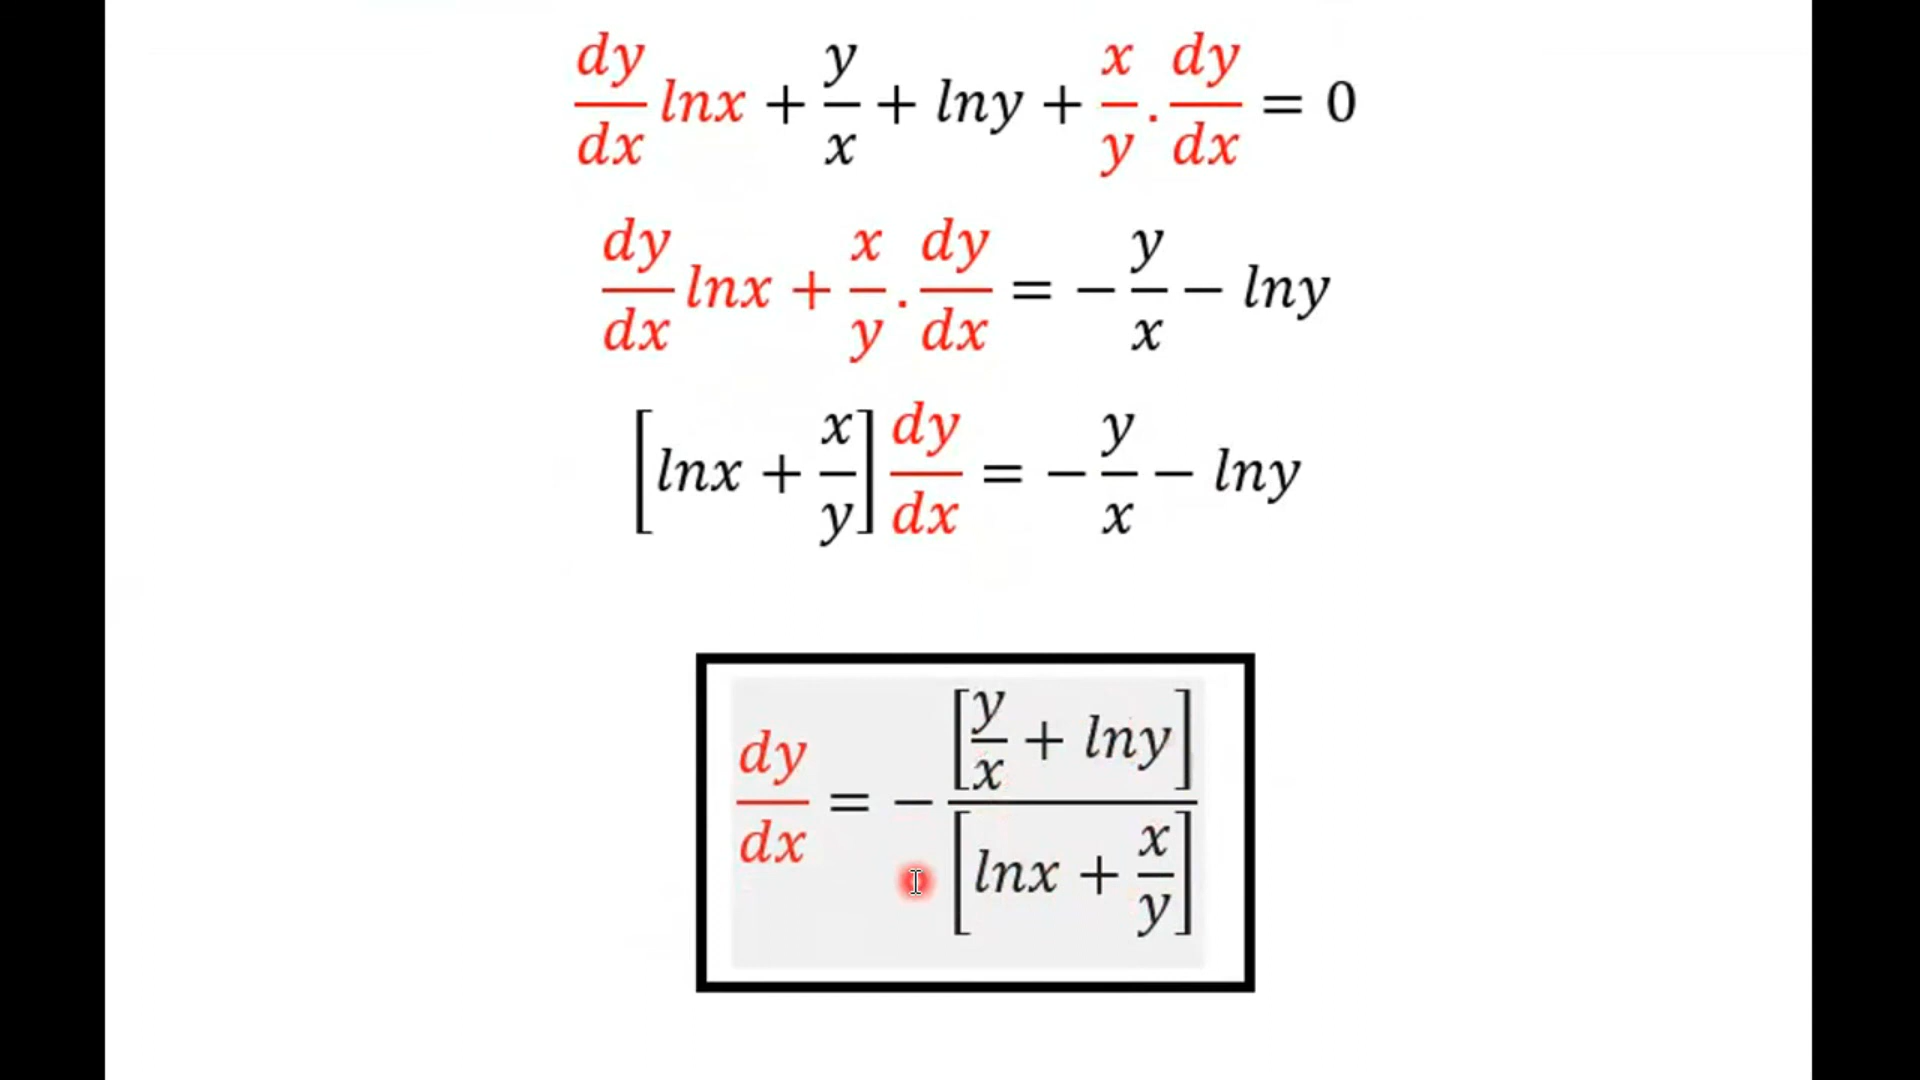 dy/dx lnx + y/x + lny + x/y . dy/dx = 0
dy/dx lnx + x/y . dy/dx = − y/x − lny
[lnx + x/y] dy/dx = − y/x − lny
dy/dx = − [y/x + lny] / [lnx + x/y]